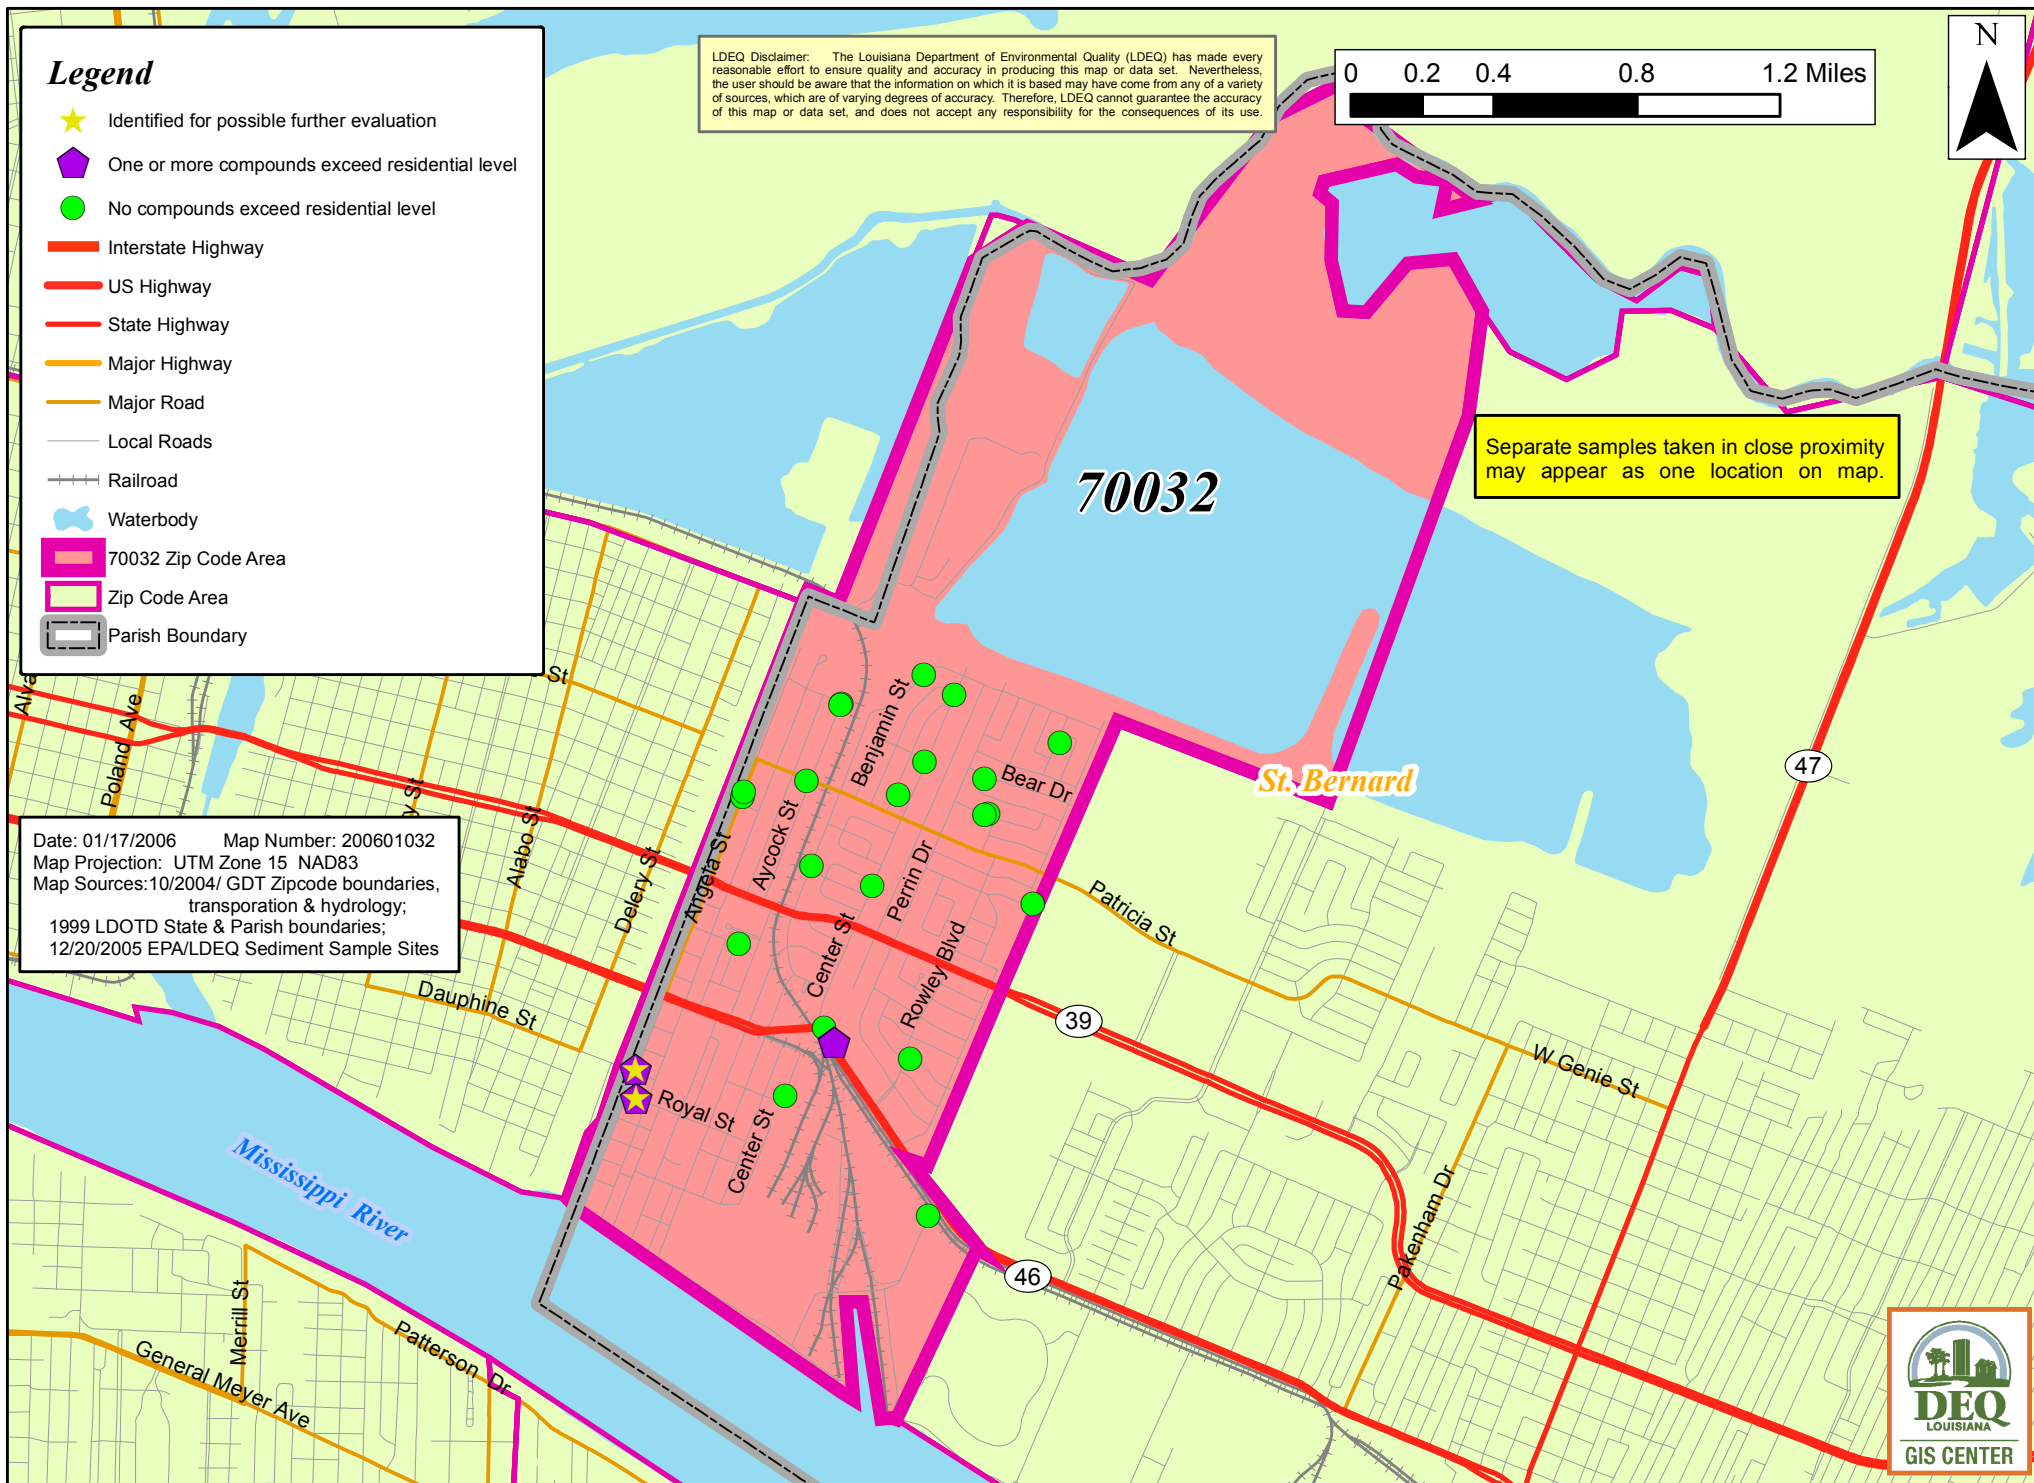 Legend
Identified for possible further evaluation
One or more compounds exceed residential level
No compounds exceed residential level
Interstate Highway
US Highway
State Highway
Major Highway
Major Road
Local Roads
Railroad
Waterbody
70032 Zip Code Area
Zip Code Area
Parish Boundary
LDEQ Disclaimer: The Louisiana Department of Environmental Quality (LDEQ) has made every
reasonable effort to ensure quality and accuracy in producing this map or data set. Nevertheless,
the user should be aware that the information on which it is based may have come from any of a variety
of sources, which are of varying degrees of accuracy. Therefore, LDEQ cannot guarantee the accuracy
of this map or data set, and does not accept any responsibility for the consequences of its use.
0 0.2 0.4 0.8 1.2 Miles
N
Separate samples taken in close proximity
may appear as one location on map.
70032
St. Bernard
47
39
46
St
Poland Ave
Alabo St
Delery St
Angela St
Aycock St
Benjamin St
Bear Dr
Perrin Dr
Center St
Rowley Blvd
Patricia St
W Genie St
Pakenham Dr
Dauphine St
Royal St
Center St
Mississippi River
Merrill St
Patterson Dr
General Meyer Ave
Date: 01/17/2006 Map Number: 200601032
Map Projection: UTM Zone 15 NAD83
Map Sources:10/2004/ GDT Zipcode boundaries,
transporation & hydrology;
1999 LDOTD State & Parish boundaries;
12/20/2005 EPA/LDEQ Sediment Sample Sites
DEQ
LOUISIANA
GIS CENTER